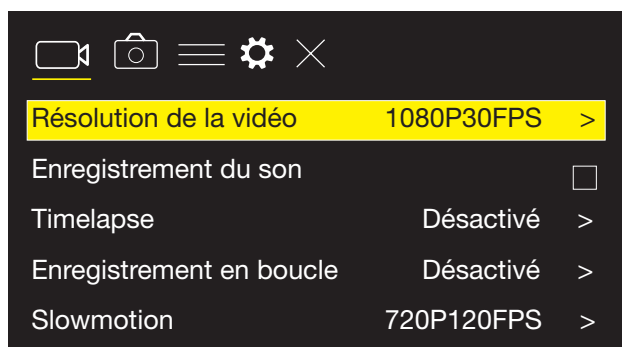 Résolution de la vidéo 1080P30FPS >
Enregistrement du son
Timelapse Désactivé >
Enregistrement en boucle Désactivé >
Slowmotion 720P120FPS >